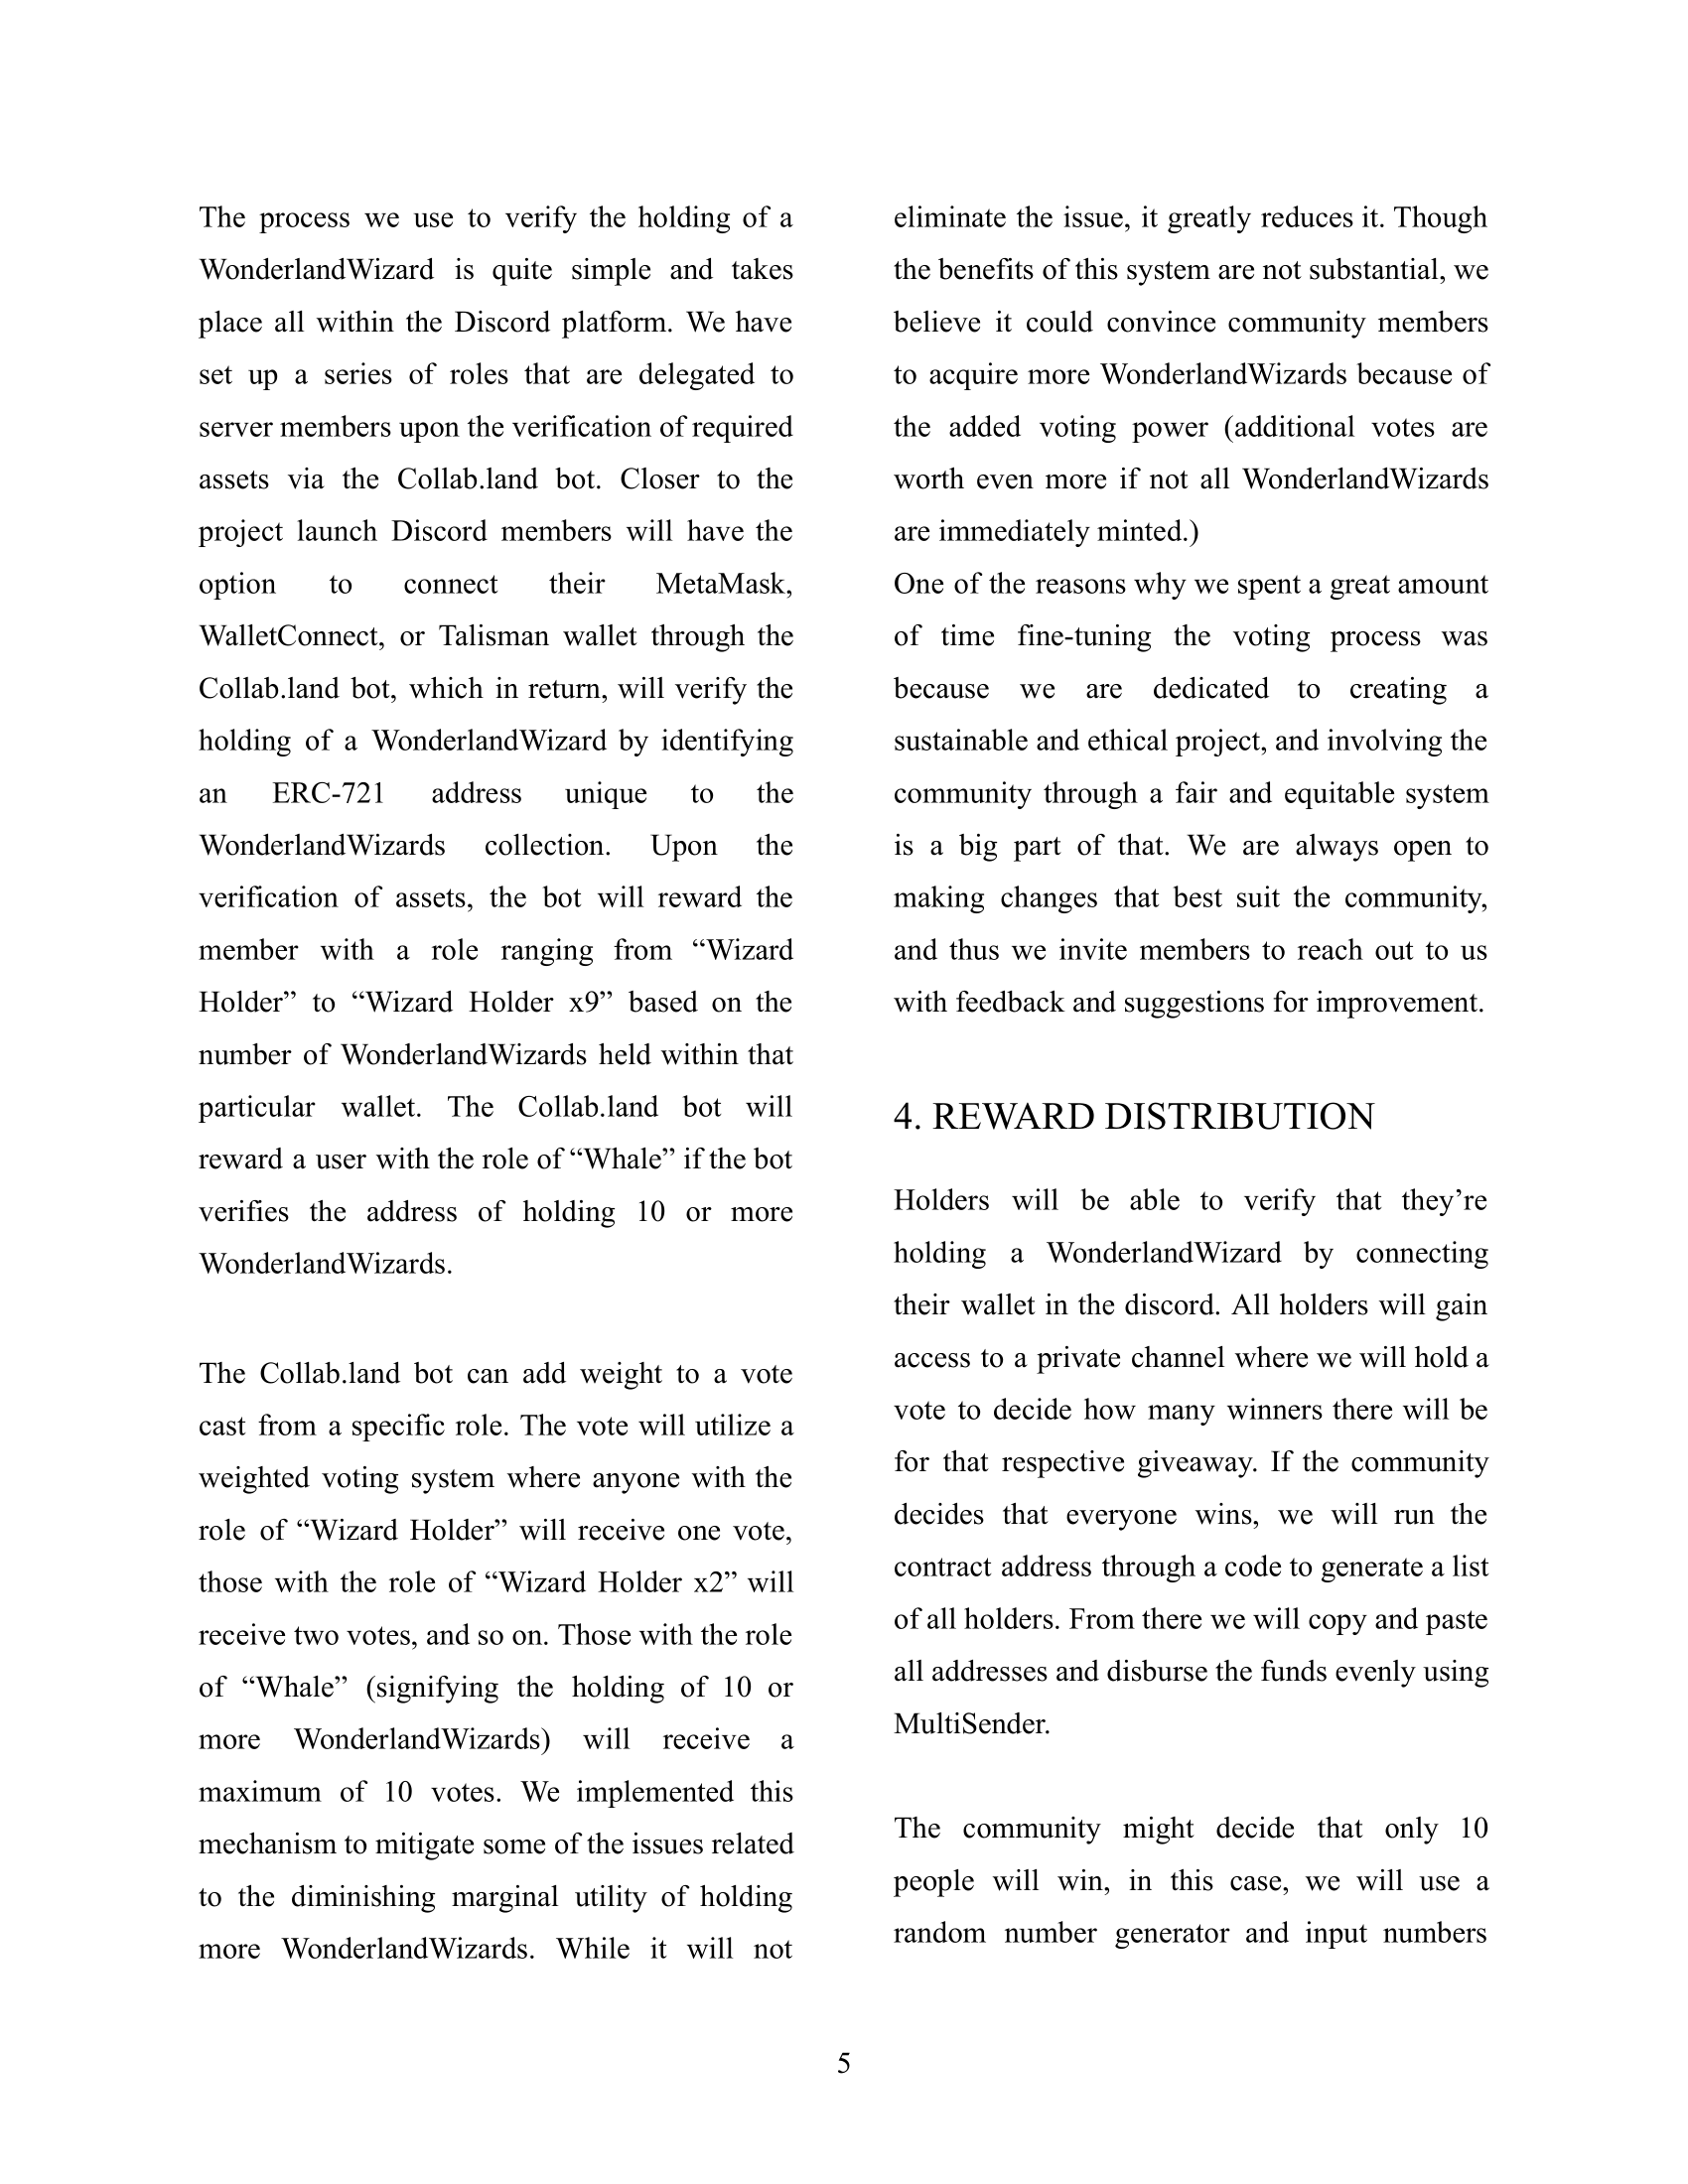 The process we use to verify the holding of a
WonderlandWizard is quite simple and takes
place all within the Discord platform. We have
set up a series of roles that are delegated to
server members upon the verification of required
assets via the Collab.land bot. Closer to the
project launch Discord members will have the
option to connect their MetaMask,
WalletConnect, or Talisman wallet through the
Collab.land bot, which in return, will verify the
holding of a WonderlandWizard by identifying
an ERC-721 address unique to the
WonderlandWizards collection. Upon the
verification of assets, the bot will reward the
member with a role ranging from “Wizard
Holder” to “Wizard Holder x9” based on the
number of WonderlandWizards held within that
particular wallet. The Collab.land bot will
reward a user with the role of “Whale” if the bot
verifies the address of holding 10 or more
WonderlandWizards.

The Collab.land bot can add weight to a vote
cast from a specific role. The vote will utilize a
weighted voting system where anyone with the
role of “Wizard Holder” will receive one vote,
those with the role of “Wizard Holder x2” will
receive two votes, and so on. Those with the role
of “Whale” (signifying the holding of 10 or
more WonderlandWizards) will receive a
maximum of 10 votes. We implemented this
mechanism to mitigate some of the issues related
to the diminishing marginal utility of holding
more WonderlandWizards. While it will not
eliminate the issue, it greatly reduces it. Though
the benefits of this system are not substantial, we
believe it could convince community members
to acquire more WonderlandWizards because of
the added voting power (additional votes are
worth even more if not all WonderlandWizards
are immediately minted.)
One of the reasons why we spent a great amount
of time fine-tuning the voting process was
because we are dedicated to creating a
sustainable and ethical project, and involving the
community through a fair and equitable system
is a big part of that. We are always open to
making changes that best suit the community,
and thus we invite members to reach out to us
with feedback and suggestions for improvement.

4. REWARD DISTRIBUTION

Holders will be able to verify that they’re
holding a WonderlandWizard by connecting
their wallet in the discord. All holders will gain
access to a private channel where we will hold a
vote to decide how many winners there will be
for that respective giveaway. If the community
decides that everyone wins, we will run the
contract address through a code to generate a list
of all holders. From there we will copy and paste
all addresses and disburse the funds evenly using
MultiSender.

The community might decide that only 10
people will win, in this case, we will use a
random number generator and input numbers

5